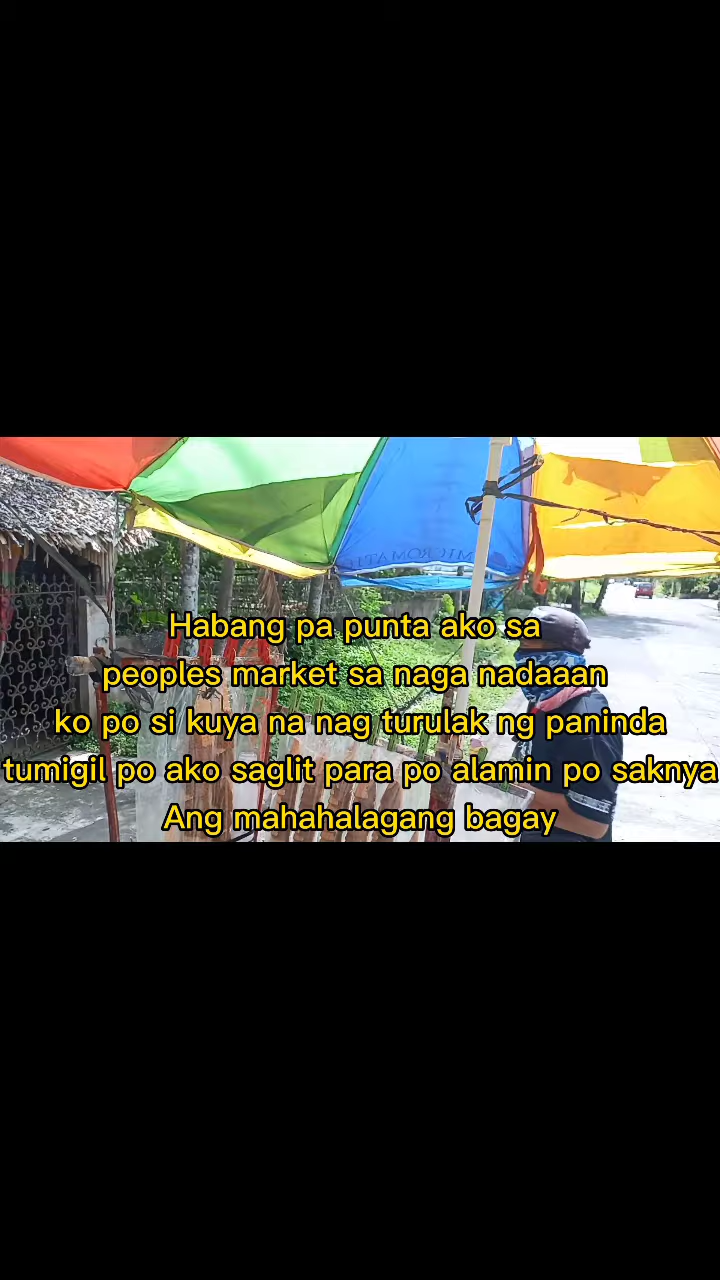 MICROMATIC
Habang pa punta ako sa
peoples market sa naga nadaaan
ko po si kuya na nag turulak ng paninda
tumigil po ako saglit para po alamin po saknya
Ang mahahalagang bagay